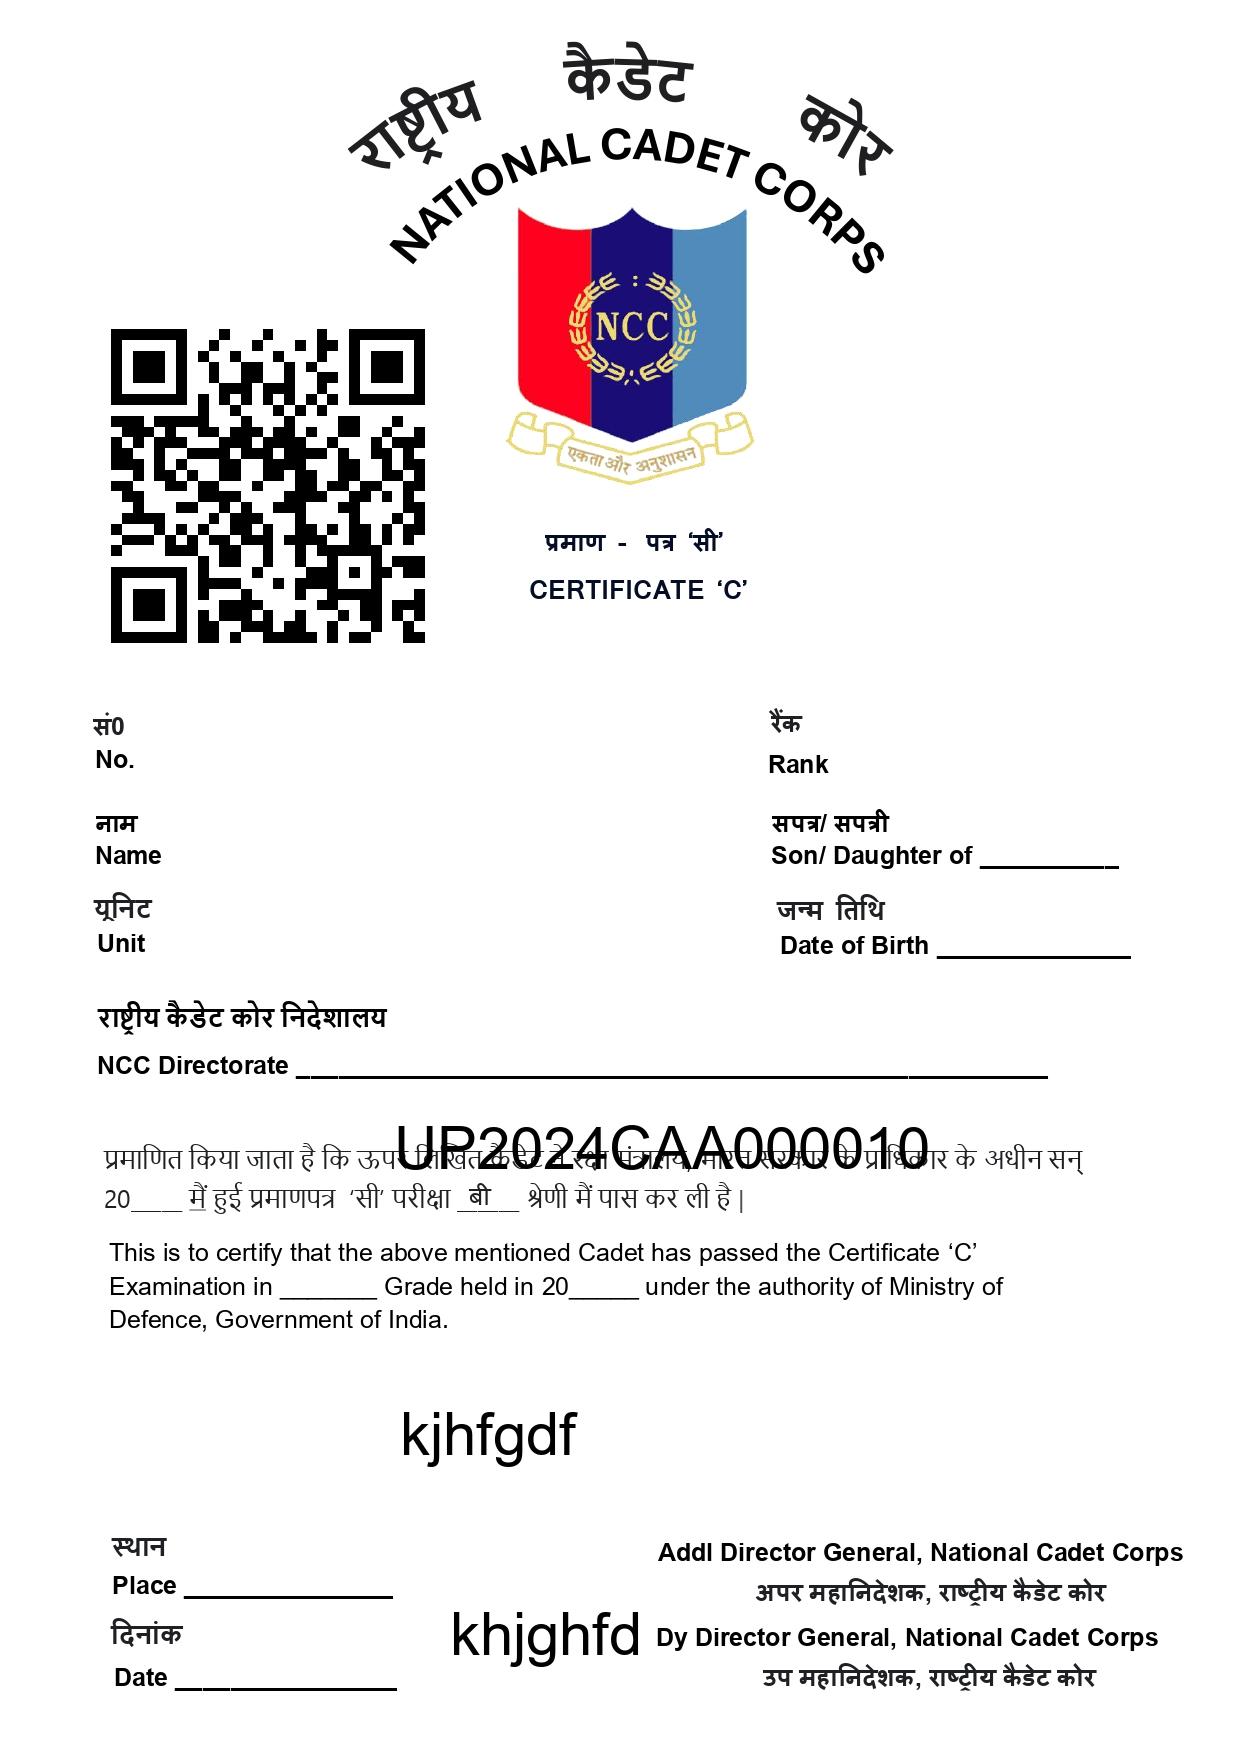 राष्ट्रीय कैडेट कोर
NATIONAL CADET CORPS
NCC
एकता और अनुशासन
प्रमाण - पत्र ‘सी’
CERTIFICATE ‘C’
सं0
No.
रैंक
Rank
नाम
Name
सपत्र/ सपत्री
Son/ Daughter of __________
यूनिट
Unit
जन्म तिथि
Date of Birth ______________
राष्ट्रीय कैडेट कोर निदेशालय
NCC Directorate ______________________________________________________
UP2024CAA000010
प्रमाणित किया जाता है कि ऊपर लिखित कैडेट ने रक्षा मंत्रालय, भारत सरकार के प्राधिकार के अधीन सन्
20____ मैं हुई प्रमाणपत्र ‘सी’ परीक्षा __बी__ श्रेणी मैं पास कर ली है |
This is to certify that the above mentioned Cadet has passed the Certificate ‘C’
Examination in _______ Grade held in 20_____ under the authority of Ministry of
Defence, Government of India.
kjhfgdf
स्थान
Place _______________
दिनांक
Date ________________
khjghfd
Addl Director General, National Cadet Corps
अपर महानिदेशक, राष्ट्रीय कैडेट कोर
Dy Director General, National Cadet Corps
उप महानिदेशक, राष्ट्रीय कैडेट कोर